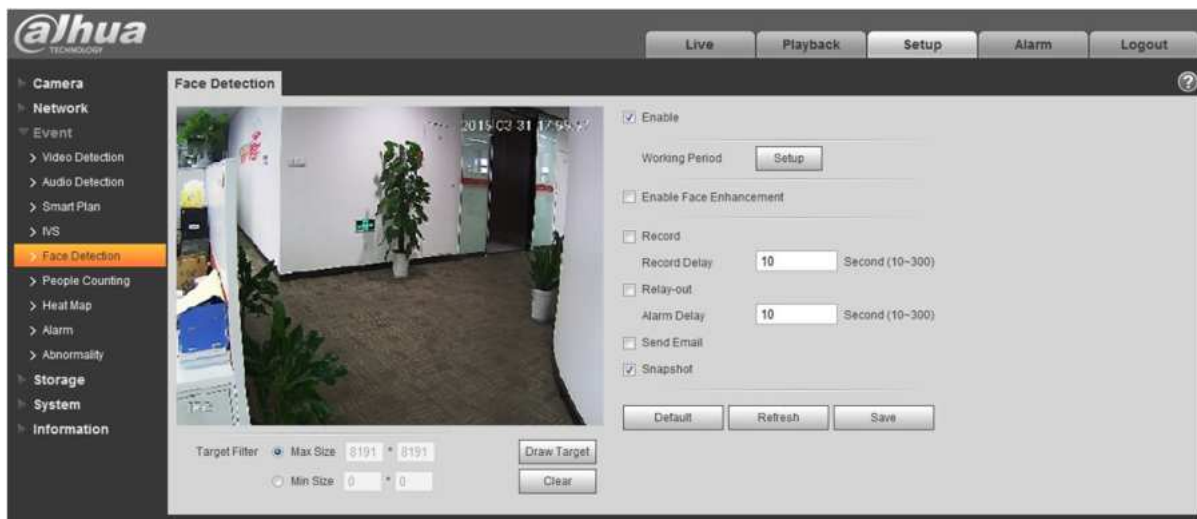 alhua
TECHNOLOGY
Live
Playback
Setup
Alarm
Logout
Camera
Network
Event
Video Detection
Audio Detection
Smart Plan
IVS
Face Detection
People Counting
Heat Map
Alarm
Abnormality
Storage
System
Information
Face Detection
?
2015-03-31
Target Filter Max Size 8191 * 8191 Draw Target
Min Size 0 * 0 Clear
Enable
Working Period Setup
Enable Face Enhancement
Record
Record Delay 10 Second (10~300)
Relay-out
Alarm Delay 10 Second (10~300)
Send Email
Snapshot
Default Refresh Save